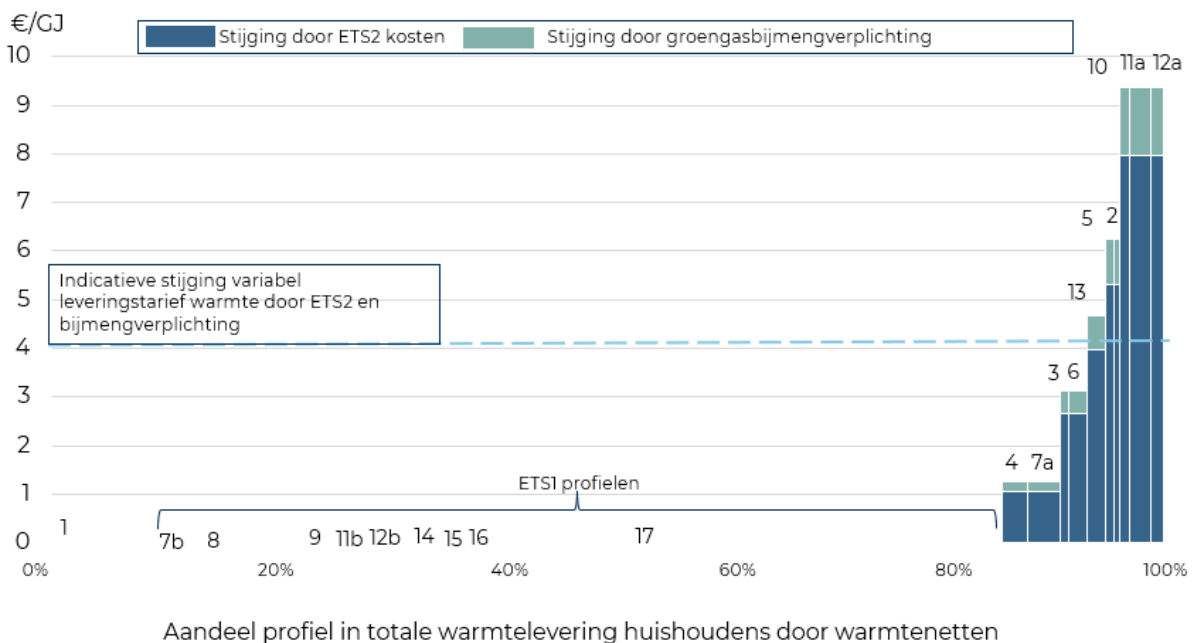 €/GJ
Stijging door ETS2 kosten
Stijging door groengasbijmengverplichting
10
9
8
7
6
5
4
3
2
1
0
10
11a
12a
5
2
13
3
6
4
7a
Indicatieve stijging variabel
leveringstarief warmte door ETS2 en
bijmengverplichting
ETS1 profielen
1
7b
8
9
11b
12b
14
15
16
17
0%
20%
40%
60%
80%
100%
Aandeel profiel in totale warmtelevering huishoudens door warmtenetten